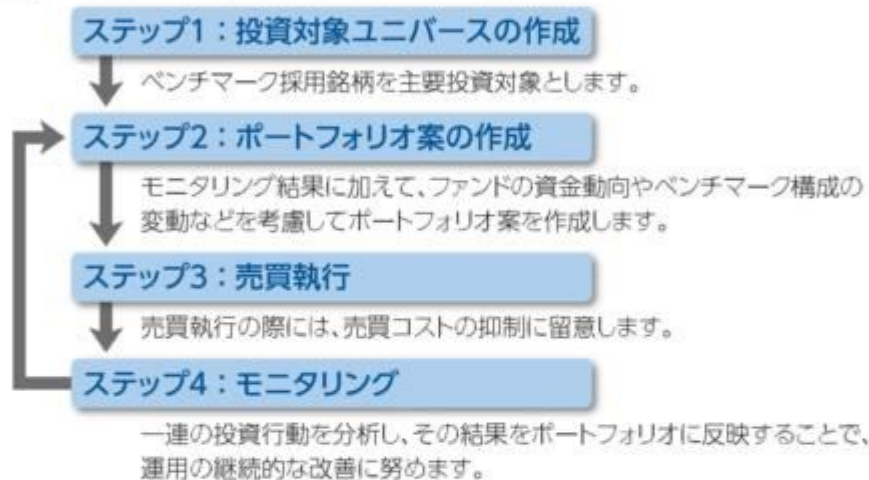 ステップ1：投資対象ユニバースの作成
ベンチマーク採用銘柄を主要投資対象とします。
ステップ2：ポートフォリオ案の作成
モニタリング結果に加えて、ファンドの資金動向やベンチマーク構成の
変動などを考慮してポートフォリオ案を作成します。
ステップ3：売買執行
売買執行の際には、売買コストの抑制に留意します。
ステップ4：モニタリング
一連の投資行動を分析し、その結果をポートフォリオに反映することで、
運用の継続的な改善に努めます。